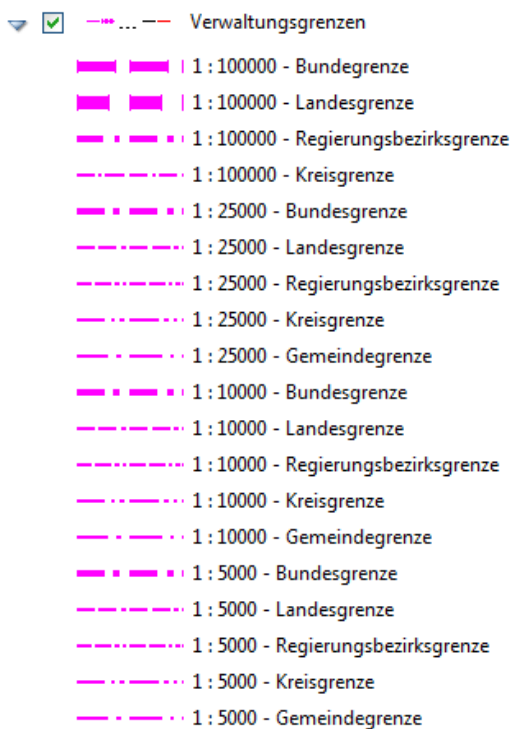 Verwaltungsgrenzen
1 : 100000 - Bundegrenze
1 : 100000 - Landesgrenze
1 : 100000 - Regierungsbezirksgrenze
1 : 100000 - Kreisgrenze
1 : 25000 - Bundesgrenze
1 : 25000 - Landesgrenze
1 : 25000 - Regierungsbezirksgrenze
1 : 25000 - Kreisgrenze
1 : 25000 - Gemeindegrenze
1 : 10000 - Bundesgrenze
1 : 10000 - Landesgrenze
1 : 10000 - Regierungsbezirksgrenze
1 : 10000 - Kreisgrenze
1 : 10000 - Gemeindegrenze
1 : 5000 - Bundesgrenze
1 : 5000 - Landesgrenze
1 : 5000 - Regierungsbezirksgrenze
1 : 5000 - Kreisgrenze
1 : 5000 - Gemeindegrenze